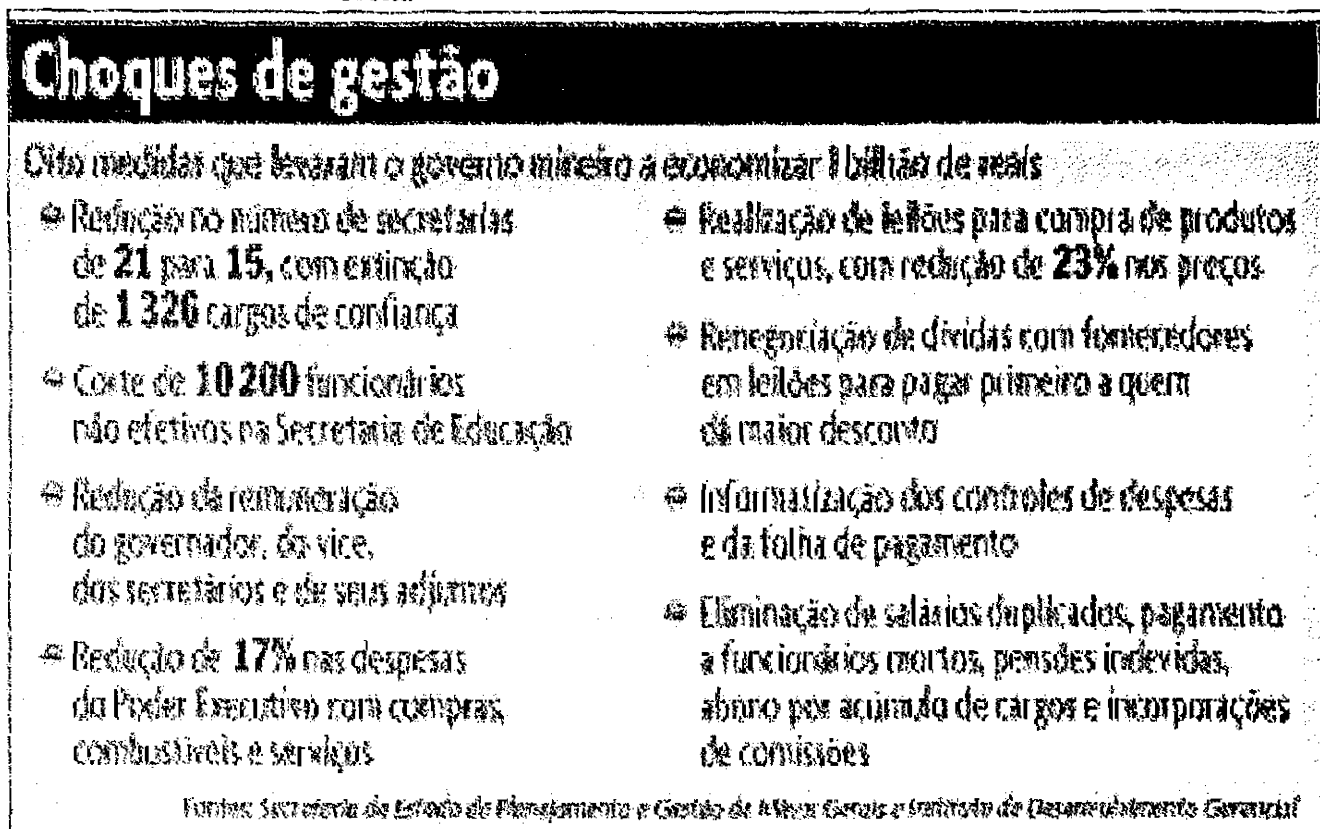 Choques de gestão
Oito medidas que levaram o governo mineiro a economizar 1 bilhão de reais
Redução no número de secretarias
de 21 para 15, com extinção
de 1 326 cargos de confiança
Corte de 10 200 funcionários
não efetivos na Secretaria de Educação
Redução da remuneração
do governador, do vice,
dos secretários e de seus adjuntos
Redução de 17% nas despesas
do Poder Executivo com compras,
combustíveis e serviços
Realização de leilões para compra de produtos
e serviços, com redução de 23% nos preços
Renegociação de dívidas com fornecedores
em leilões para pagar primeiro a quem
dá maior desconto
Informatização dos controles de despesas
e da folha de pagamento
Eliminação de salários duplicados, pagamento
a funcionários mortos, pensões indevidas,
abono por acúmulo de cargos e incorporações
de comissões
Fontes: Secretaria de Estado de Planejamento e Gestão de Minas Gerais e Instituto de Desenvolvimento Gerencial